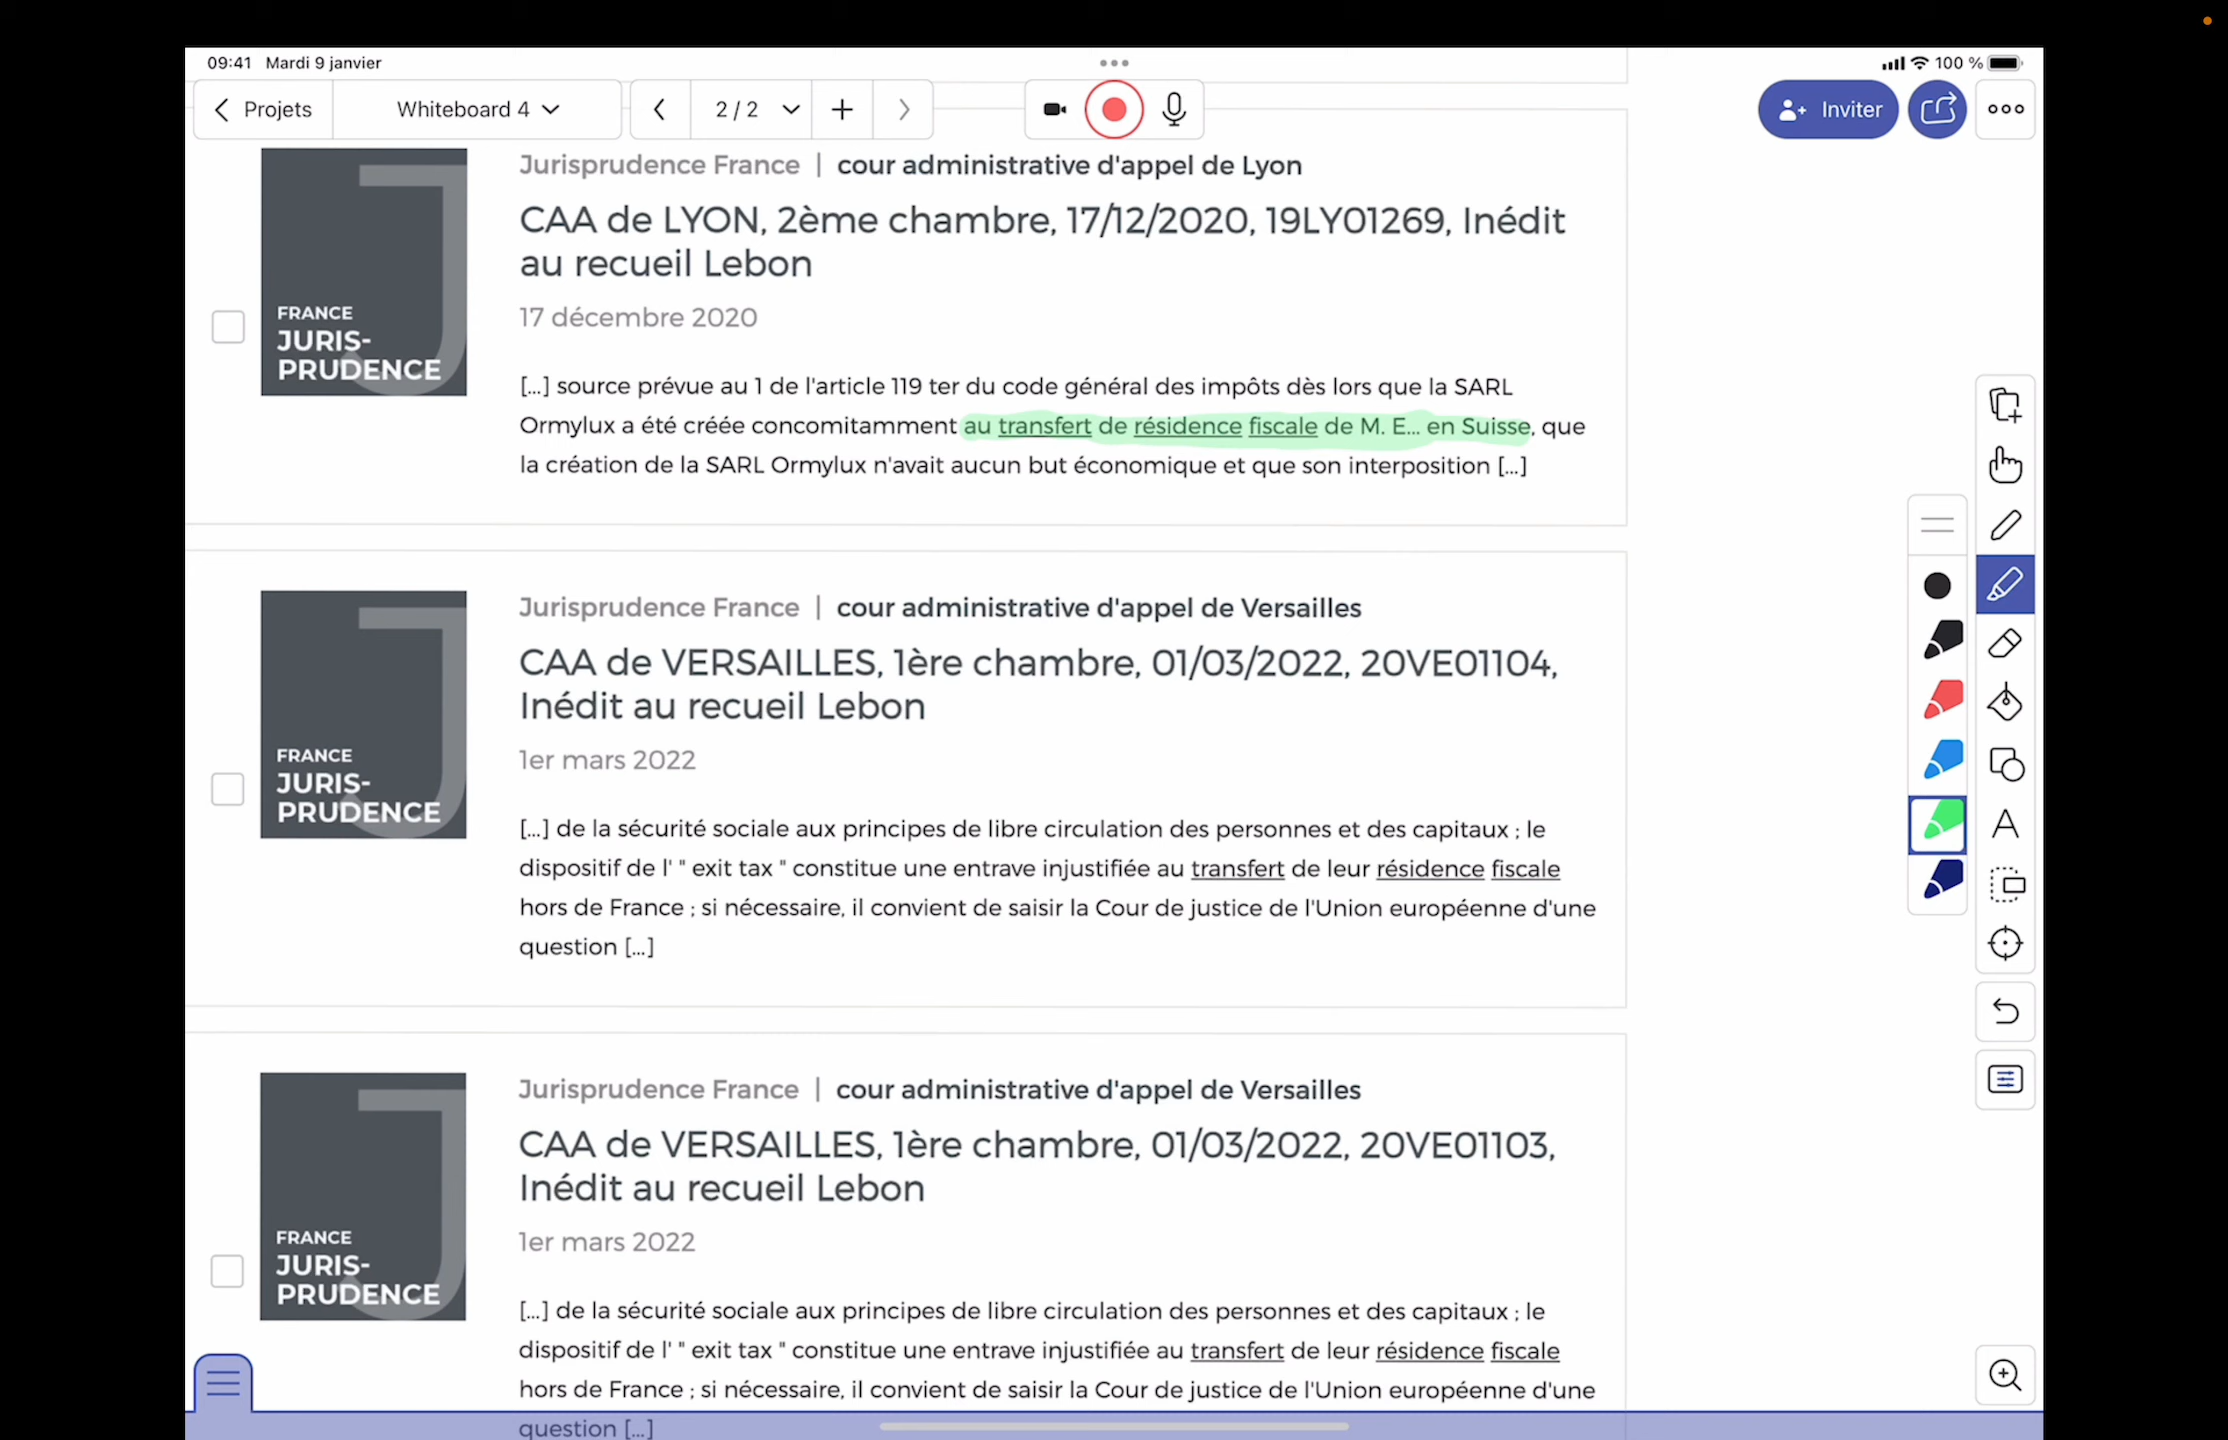 09:41 Mardi 9 janvier
100 %
Projets
Whiteboard 4
2 / 2
Inviter
Jurisprudence France | cour administrative d'appel de Lyon
CAA de LYON, 2ème chambre, 17/12/2020, 19LY01269, Inédit
au recueil Lebon
17 décembre 2020
FRANCE
JURIS-
PRUDENCE
[...] source prévue au 1 de l'article 119 ter du code général des impôts dès lors que la SARL
Ormylux a été créée concomitamment au transfert de résidence fiscale de M. E... en Suisse, que
la création de la SARL Ormylux n'avait aucun but économique et que son interposition [...]
Jurisprudence France | cour administrative d'appel de Versailles
CAA de VERSAILLES, 1ère chambre, 01/03/2022, 20VE01104,
Inédit au recueil Lebon
1er mars 2022
FRANCE
JURIS-
PRUDENCE
[...] de la sécurité sociale aux principes de libre circulation des personnes et des capitaux ; le
dispositif de l' " exit tax " constitue une entrave injustifiée au transfert de leur résidence fiscale
hors de France ; si nécessaire, il convient de saisir la Cour de justice de l'Union européenne d'une
question [...]
Jurisprudence France | cour administrative d'appel de Versailles
CAA de VERSAILLES, 1ère chambre, 01/03/2022, 20VE01103,
Inédit au recueil Lebon
1er mars 2022
FRANCE
JURIS-
PRUDENCE
[...] de la sécurité sociale aux principes de libre circulation des personnes et des capitaux ; le
dispositif de l' " exit tax " constitue une entrave injustifiée au transfert de leur résidence fiscale
hors de France ; si nécessaire, il convient de saisir la Cour de justice de l'Union européenne d'une
question [...]